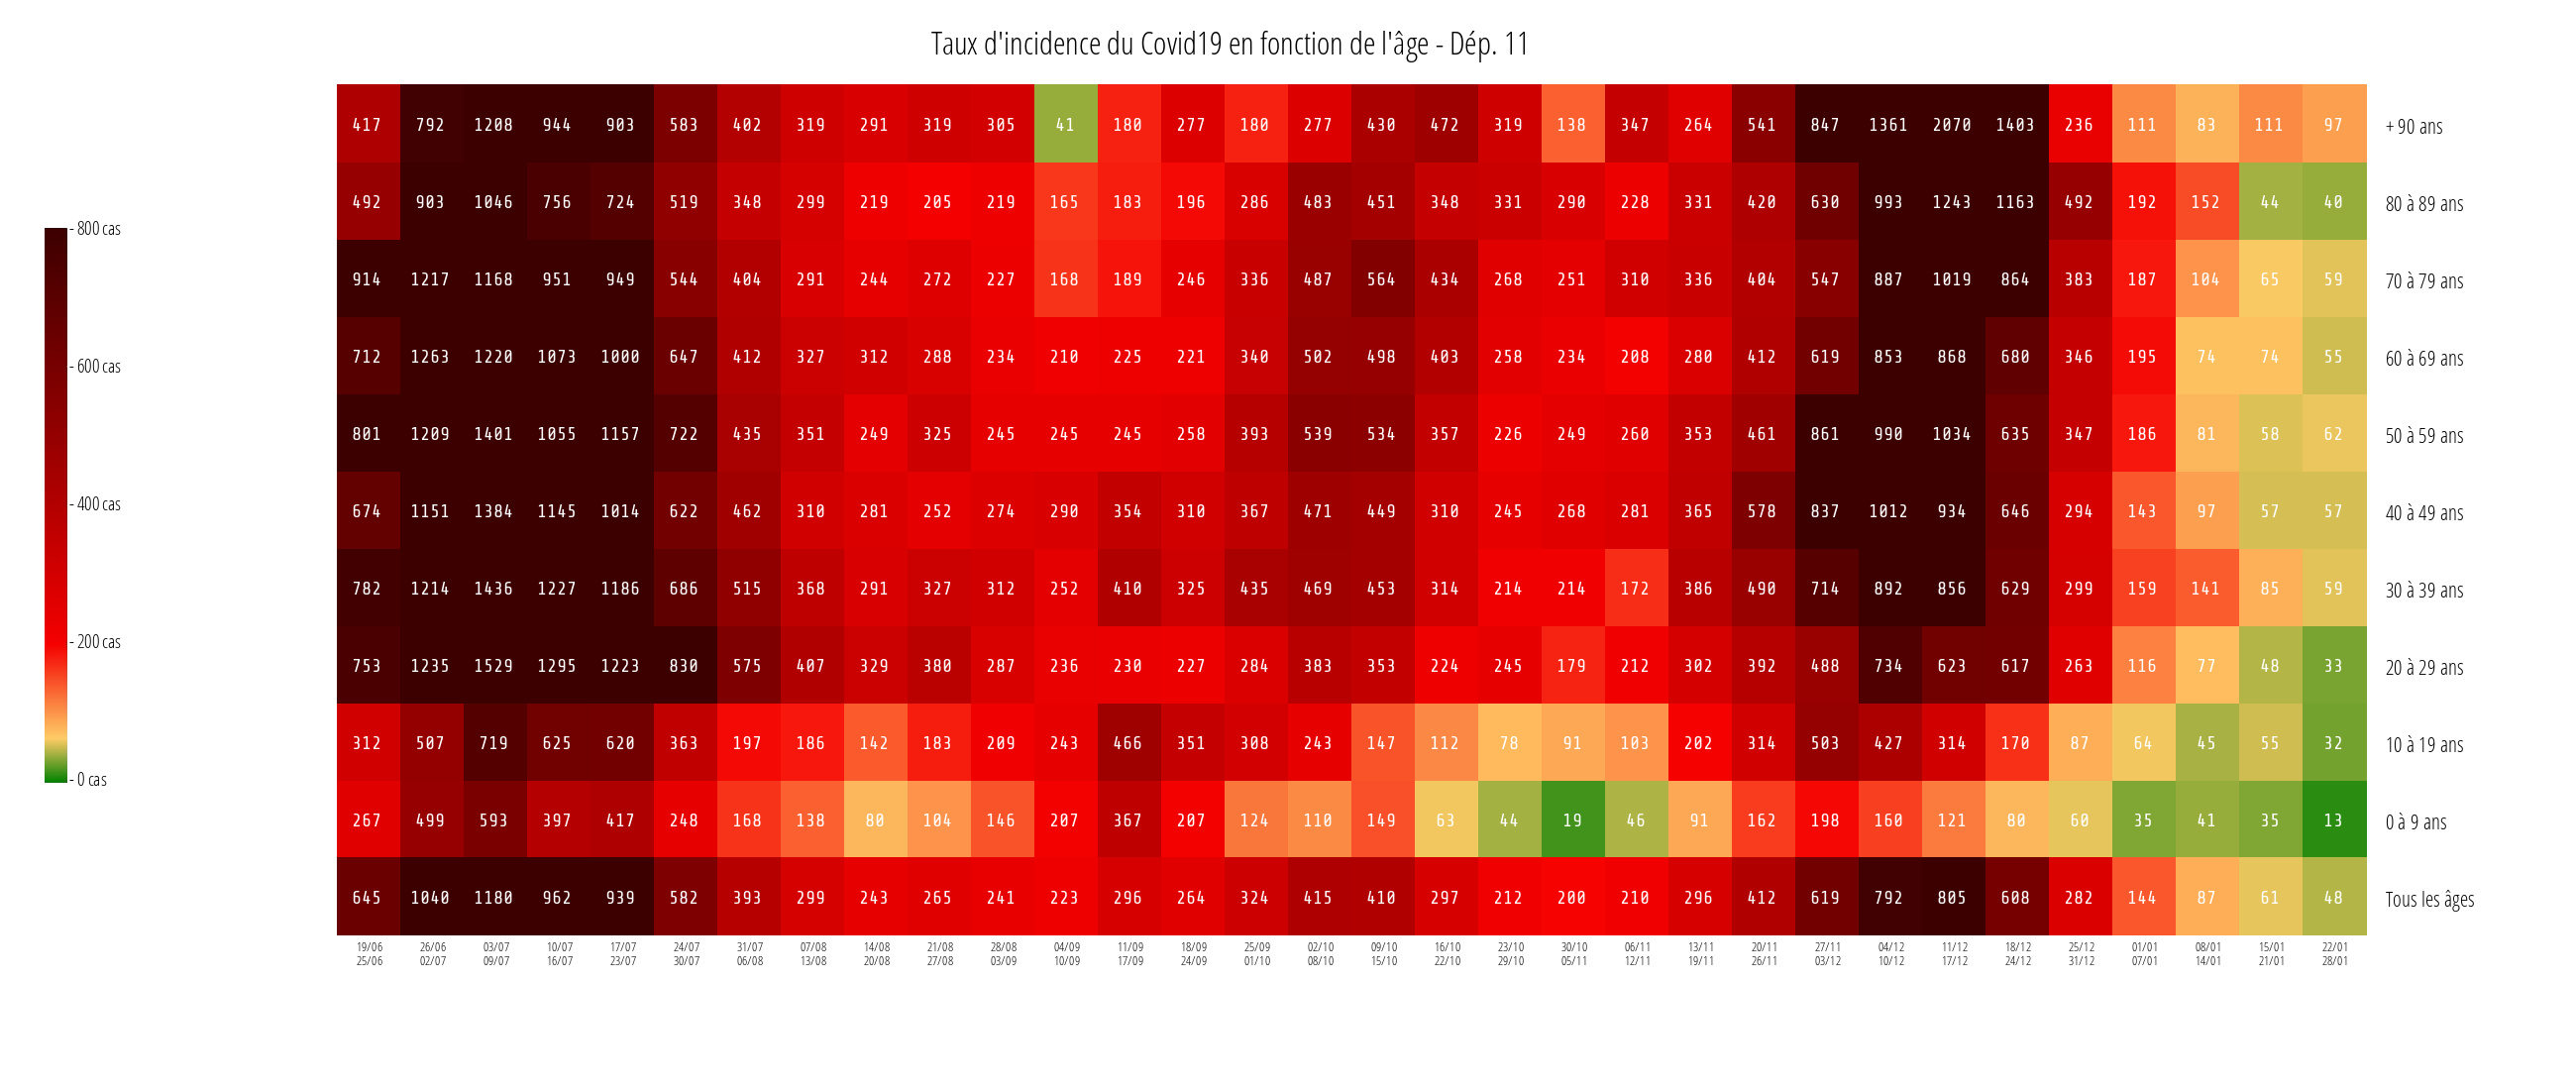 Taux d'incidence du Covid19 en fonction de l'âge - Dép. 11
417 792 1208 944 903 583 402 319 291 319 305 41 180 277 180 277 430 472 319 138 347 264 541 847 1361 2070 1403 236 111 83 111 97 + 90 ans
492 903 1046 756 724 519 348 299 219 205 219 165 183 196 286 483 451 348 331 290 228 331 420 630 993 1243 1163 492 192 152 44 40 80 à 89 ans
914 1217 1168 951 949 544 404 291 244 272 227 168 189 246 336 487 564 434 268 251 310 336 404 547 887 1019 864 383 187 104 65 59 70 à 79 ans
712 1263 1220 1073 1000 647 412 327 312 288 234 210 225 221 340 502 498 403 258 234 208 280 412 619 853 868 680 346 195 74 74 55 60 à 69 ans
801 1209 1401 1055 1157 722 435 351 249 325 245 245 245 258 393 539 534 357 226 249 260 353 461 861 990 1034 635 347 186 81 58 62 50 à 59 ans
674 1151 1384 1145 1014 622 462 310 281 252 274 290 354 310 367 471 449 310 245 268 281 365 578 837 1012 934 646 294 143 97 57 57 40 à 49 ans
782 1214 1436 1227 1186 686 515 368 291 327 312 252 410 325 435 469 453 314 214 214 172 386 490 714 892 856 629 299 159 141 85 59 30 à 39 ans
753 1235 1529 1295 1223 830 575 407 329 380 287 236 230 227 284 383 353 224 245 179 212 302 392 488 734 623 617 263 116 77 48 33 20 à 29 ans
312 507 719 625 620 363 197 186 142 183 209 243 466 351 308 243 147 112 78 91 103 202 314 503 427 314 170 87 64 45 55 32 10 à 19 ans
267 499 593 397 417 248 168 138 80 104 146 207 367 207 124 110 149 63 44 19 46 91 162 198 160 121 80 60 35 41 35 13 0 à 9 ans
645 1040 1180 962 939 582 393 299 243 265 241 223 296 264 324 415 410 297 212 200 210 296 412 619 792 805 608 282 144 87 61 48 Tous les âges
19/06 26/06 03/07 10/07 17/07 24/07 31/07 07/08 14/08 21/08 28/08 04/09 11/09 18/09 25/09 02/10 09/10 16/10 23/10 30/10 06/11 13/11 20/11 27/11 04/12 11/12 18/12 25/12 01/01 08/01 15/01 22/01
25/06 02/07 09/07 16/07 23/07 30/07 06/08 13/08 20/08 27/08 03/09 10/09 17/09 24/09 01/10 08/10 15/10 22/10 29/10 05/11 12/11 19/11 26/11 03/12 10/12 17/12 24/12 31/12 07/01 14/01 21/01 28/01
- 800 cas
- 600 cas
- 400 cas
- 200 cas
- 0 cas